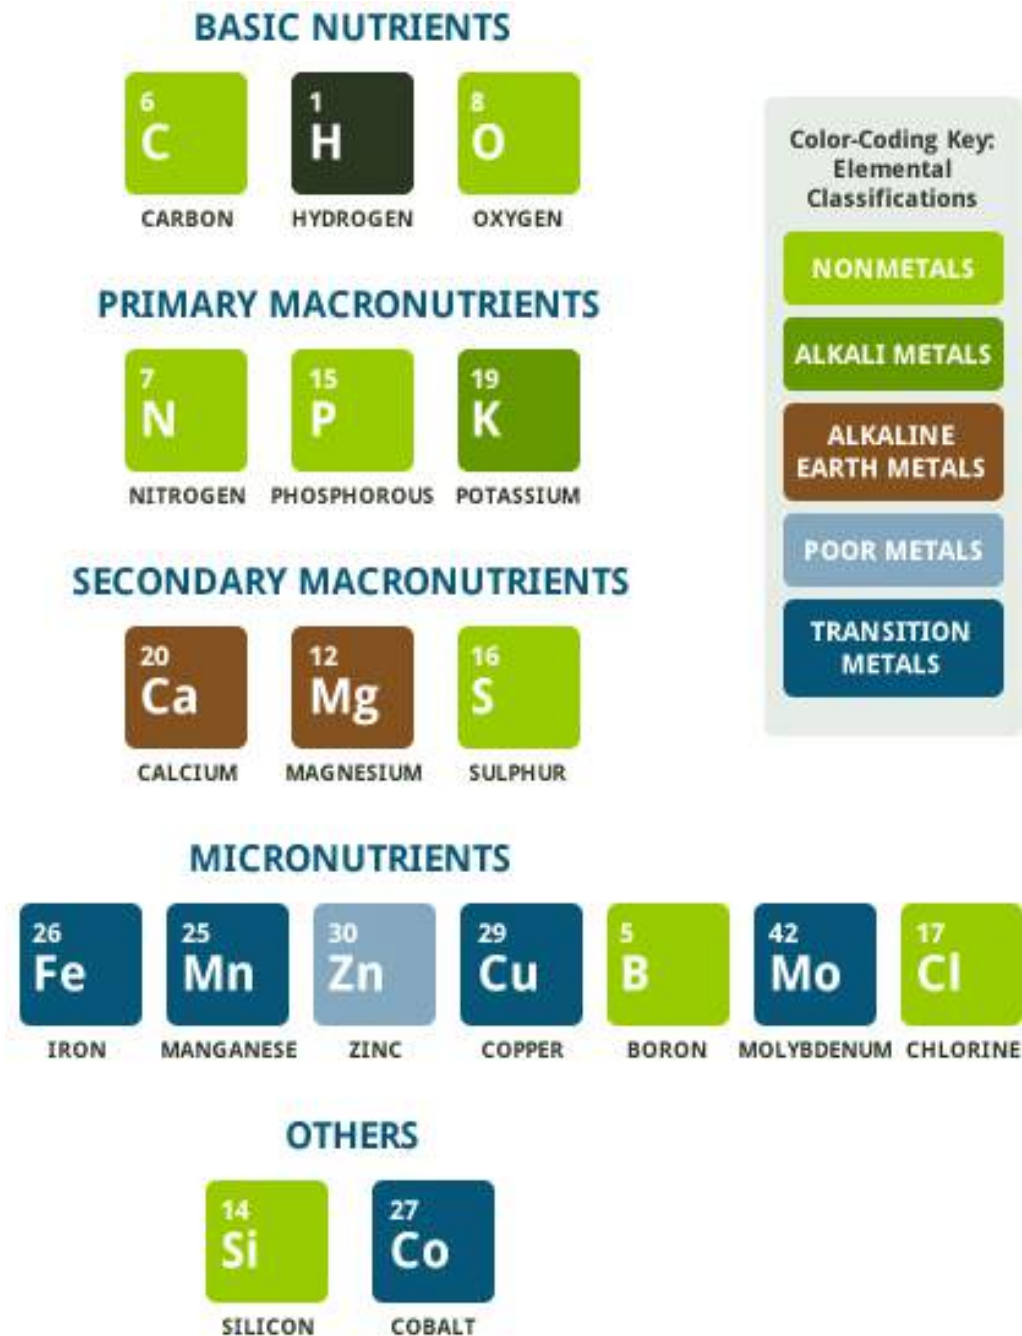 BASIC NUTRIENTS
6
C
CARBON
1
H
HYDROGEN
8
O
OXYGEN
PRIMARY MACRONUTRIENTS
7
N
NITROGEN
15
P
PHOSPHOROUS
19
K
POTASSIUM
SECONDARY MACRONUTRIENTS
20
Ca
CALCIUM
12
Mg
MAGNESIUM
16
S
SULPHUR
MICRONUTRIENTS
26
Fe
IRON
25
Mn
MANGANESE
30
Zn
ZINC
29
Cu
COPPER
5
B
BORON
42
Mo
MOLYBDENUM
17
Cl
CHLORINE
OTHERS
14
Si
SILICON
27
Co
COBALT
Color-Coding Key:
Elemental
Classifications
NONMETALS
ALKALI METALS
ALKALINE
EARTH METALS
POOR METALS
TRANSITION
METALS